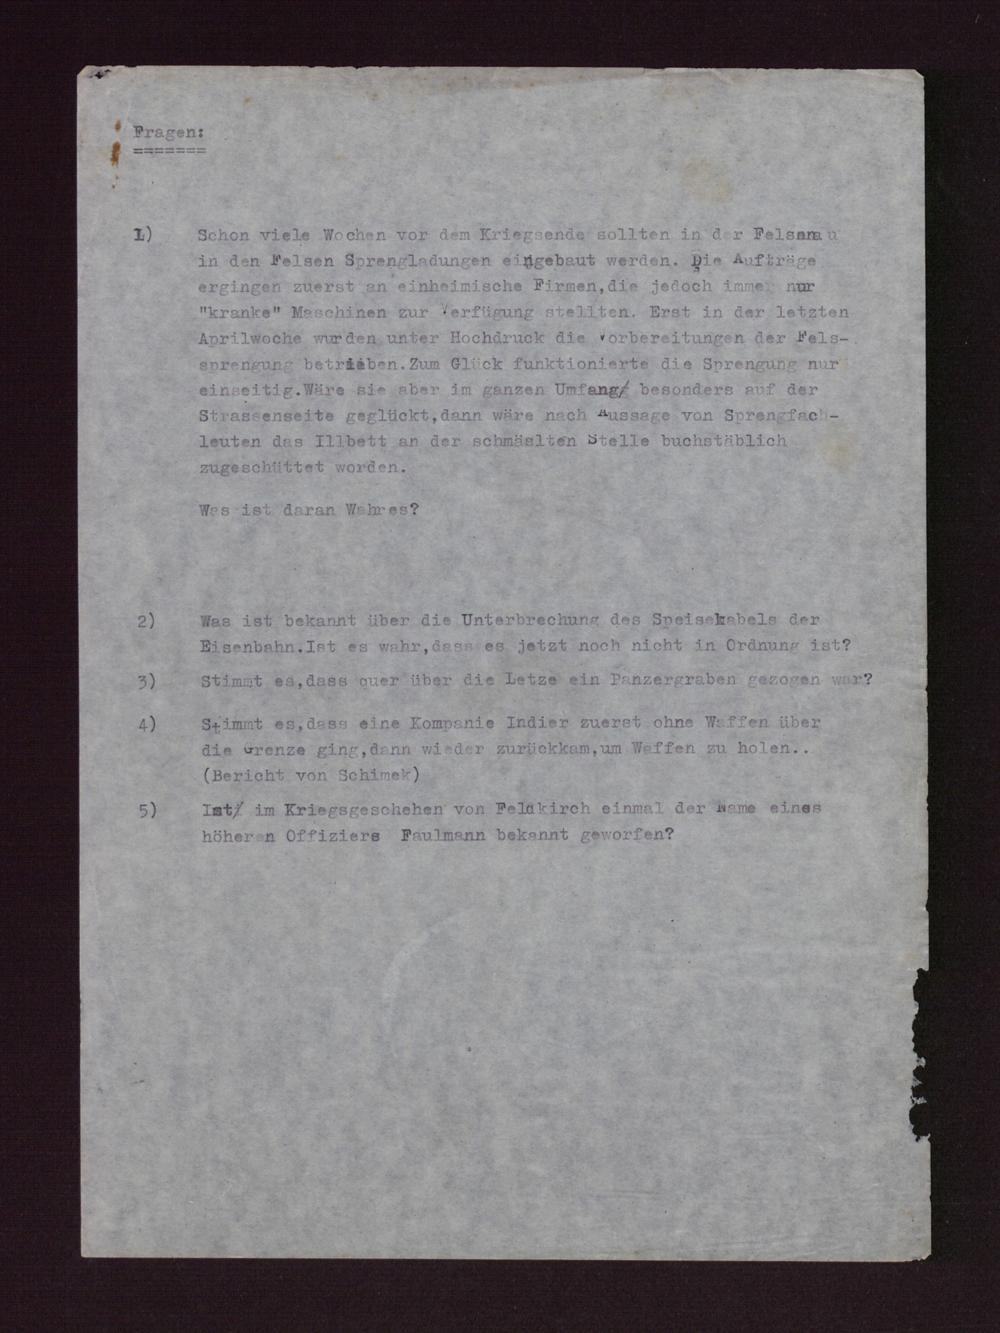 Fragen:
=======
1) Schon viele Wochen vor dem Kriegsende sollten in der Felsenau
in den Felsen Sprengladungen eingebaut werden. Die Aufträge
ergingen zuerst an einheimische Firmen,die jedoch immer nur
"kranke" Maschinen zur Verfügung stellten. Erst in der letzten
Aprilwoche wurden unter Hochdruck die Vorbereitungen der Fels-
sprengung betrieben.Zum Glück funktionierte die Sprengung nur
einseitig.Wäre sie aber im ganzen Umfang, besonders auf der
Strassenseite geglückt,dann wäre nach Aussage von Sprengfach-
leuten das Illbett an der schmäslten Stelle buchstäblich
zugeschüttet worden.
Was ist daran Wahres?
2) Was ist bekannt über die Unterbrechung des Speisekabels der
Eisenbahn.Ist es wahr,dass es jetzt noch nicht in Ordnung ist?
3) Stimmt es,dass quer über die Letze ein Panzergraben gezogen war?
4) Stimmt es,dass eine Kompanie Indier zuerst ohne Waffen über
die Grenze ging,dann wieder zurückkam,um Waffen zu holen..
(Bericht von Schimek)
5) Ist im Kriegsgeschehen von Feldkirch einmal der Name eines
höheren Offiziers Faulmann bekannt geworfen?